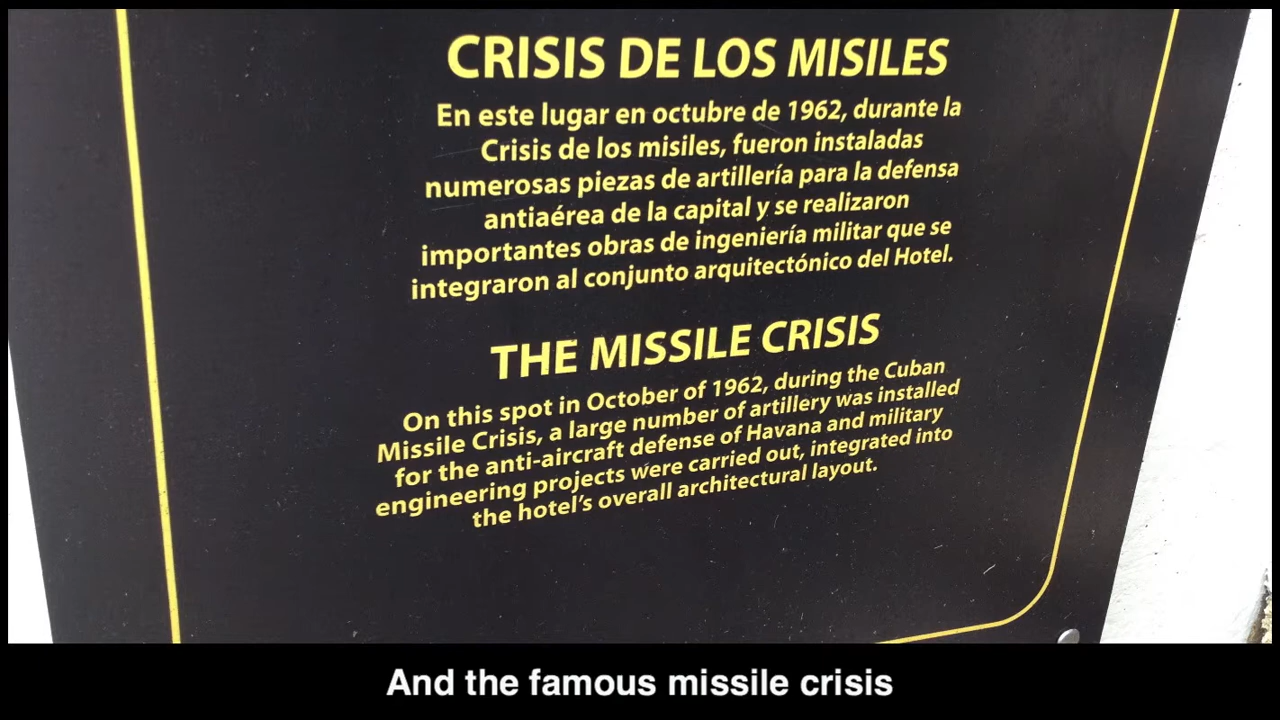 CRISIS DE LOS MISILES
En este lugar en octubre de 1962, durante la
Crisis de los misiles, fueron instaladas
numerosas piezas de artillería para la defensa
antiaérea de la capital y se realizaron
importantes obras de ingeniería militar que se
integraron al conjunto arquitectónico del Hotel.
THE MISSILE CRISIS
On this spot in October of 1962, during the Cuban
Missile Crisis, a large number of artillery was installed
for the anti-aircraft defense of Havana and military
engineering projects were carried out, integrated into
the hotel's overall architectural layout.
And the famous missile crisis